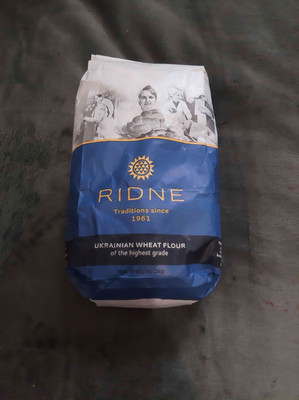 RIDNE
Traditions since
1961
UKRAINIAN WHEAT FLOUR
of the highest grade